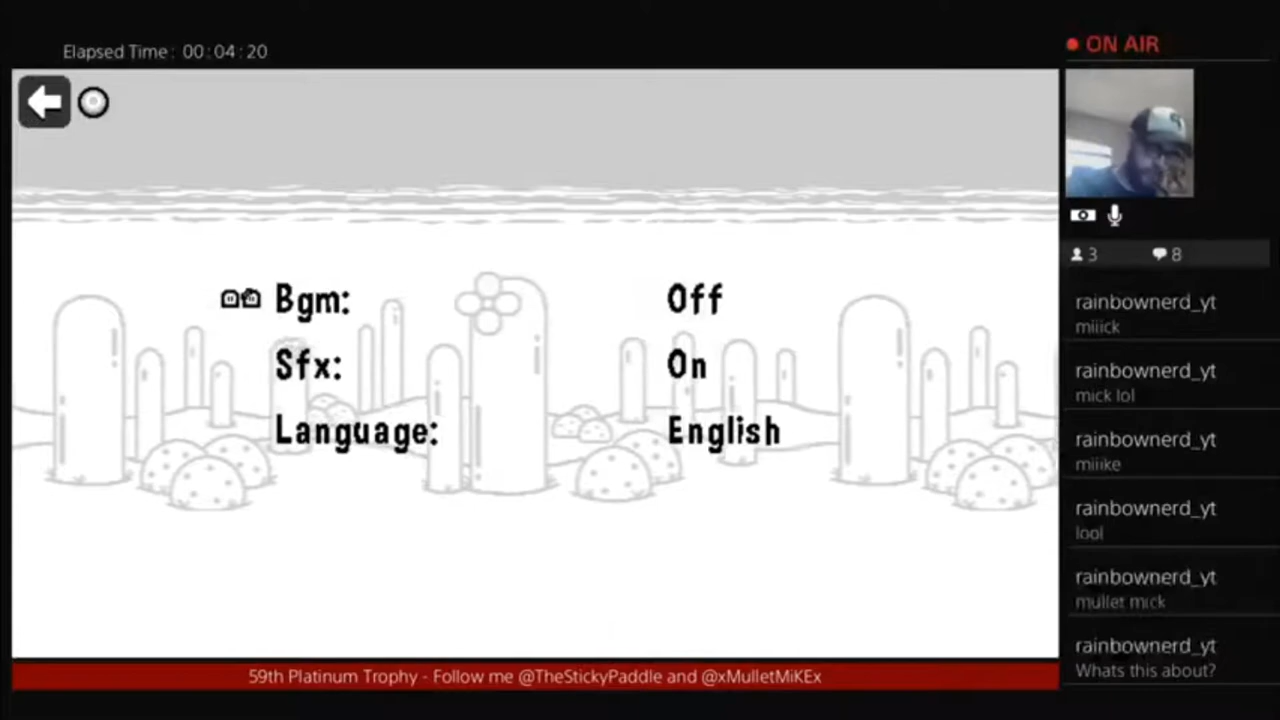 Elapsed Time: 00:04:20
ON AIR
3 8
Bgm: Off
Sfx: On
Language: English
rainbownerd_yt
miiick
rainbownerd_yt
mick lol
rainbownerd_yt
miiike
rainbownerd_yt
lool
rainbownerd_yt
mullet mick
rainbownerd_yt
Whats this about?
59th Platinum Trophy - Follow me @TheStickyPaddle and @xMulletMiKEx